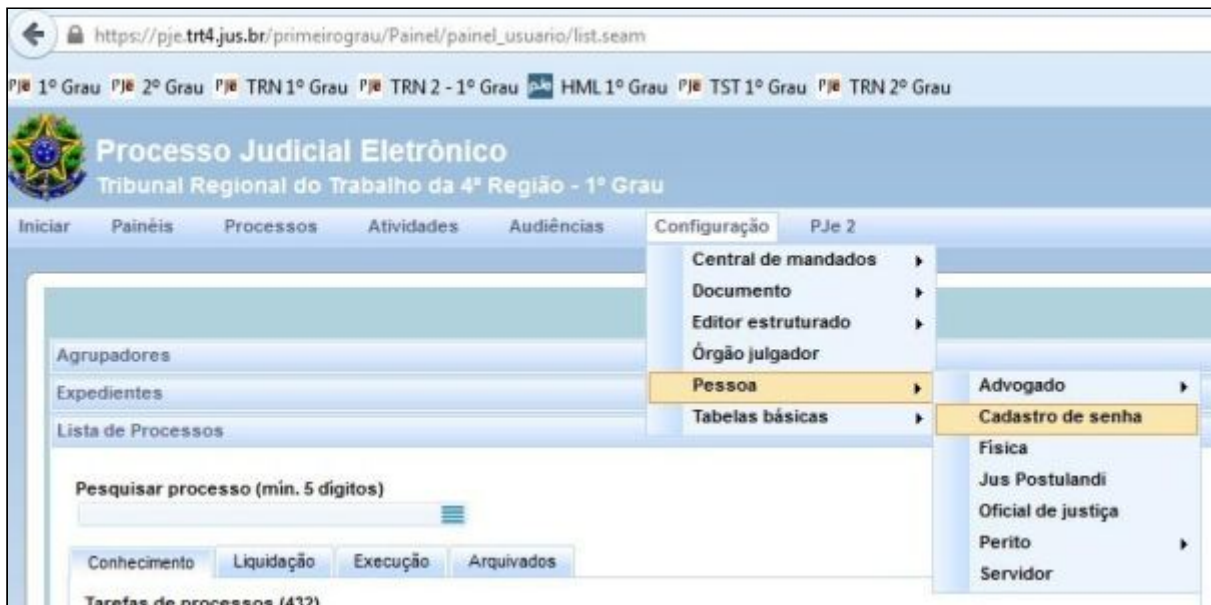 https://pje.trt4.jus.br/primeirograu/Painel/painel_usuario/list.seam
PJe 1º Grau PJe 2º Grau PJe TRN 1º Grau PJe TRN 2 - 1º Grau PJe HML 1º Grau PJe TST 1º Grau PJe TRN 2º Grau
Processo Judicial Eletrônico
Tribunal Regional do Trabalho da 4ª Região - 1º Grau
Iniciar Painéis Processos Atividades Audiências Configuração PJe 2
Central de mandados
Documento
Editor estruturado
Órgão julgador
Pessoa
Tabelas básicas
Advogado
Cadastro de senha
Física
Jus Postulandi
Oficial de justiça
Perito
Servidor
Agrupadores
Expedientes
Lista de Processos
Pesquisar processo (min. 5 dígitos)
Conhecimento Liquidação Execução Arquivados
Tarefas de processos (432)